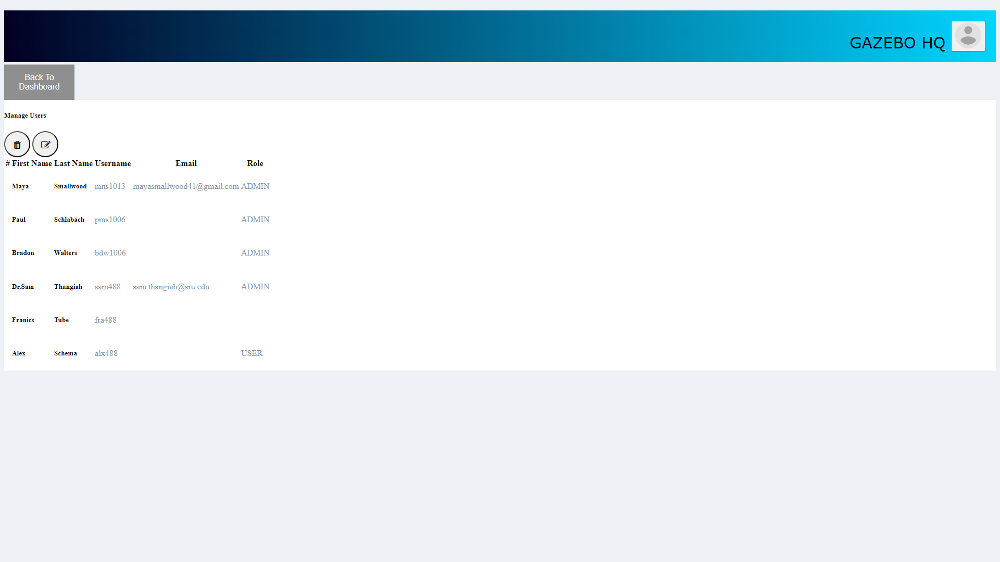 GAZEBO HQ
Back To
Dashboard
Manage Users
# First Name Last Name Username Email Role
Maya Smallwood mns1013 mayasmallwood41@gmail.com ADMIN
Paul Schlabach pms1006 ADMIN
Bradon Walters bdw1006 ADMIN
Dr.Sam Thangiah sam488 sam.thangiah@sru.edu ADMIN
Franics Tube fra488
Alex Schema alx488 USER